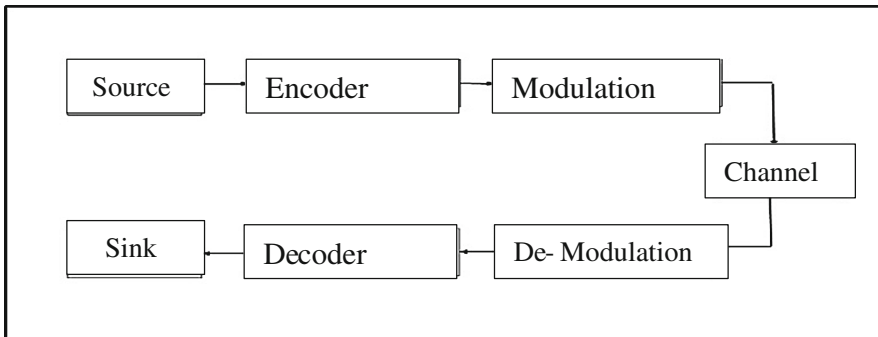 Source
Encoder
Modulation
Channel
Sink
Decoder
De- Modulation